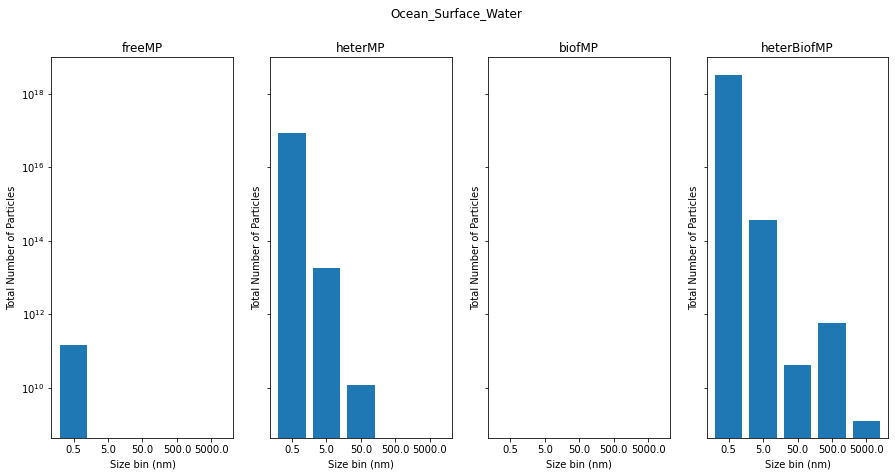 Ocean_Surface_Water
freeMP
heterMP
biofMP
heterBiofMP
Total Number of Particles
10^18
10^16
10^14
10^12
10^10
0.5 5.0 50.0 500.0 5000.0
Size bin (nm)
Total Number of Particles
0.5 5.0 50.0 500.0 5000.0
Size bin (nm)
Total Number of Particles
0.5 5.0 50.0 500.0 5000.0
Size bin (nm)
Total Number of Particles
0.5 5.0 50.0 500.0 5000.0
Size bin (nm)